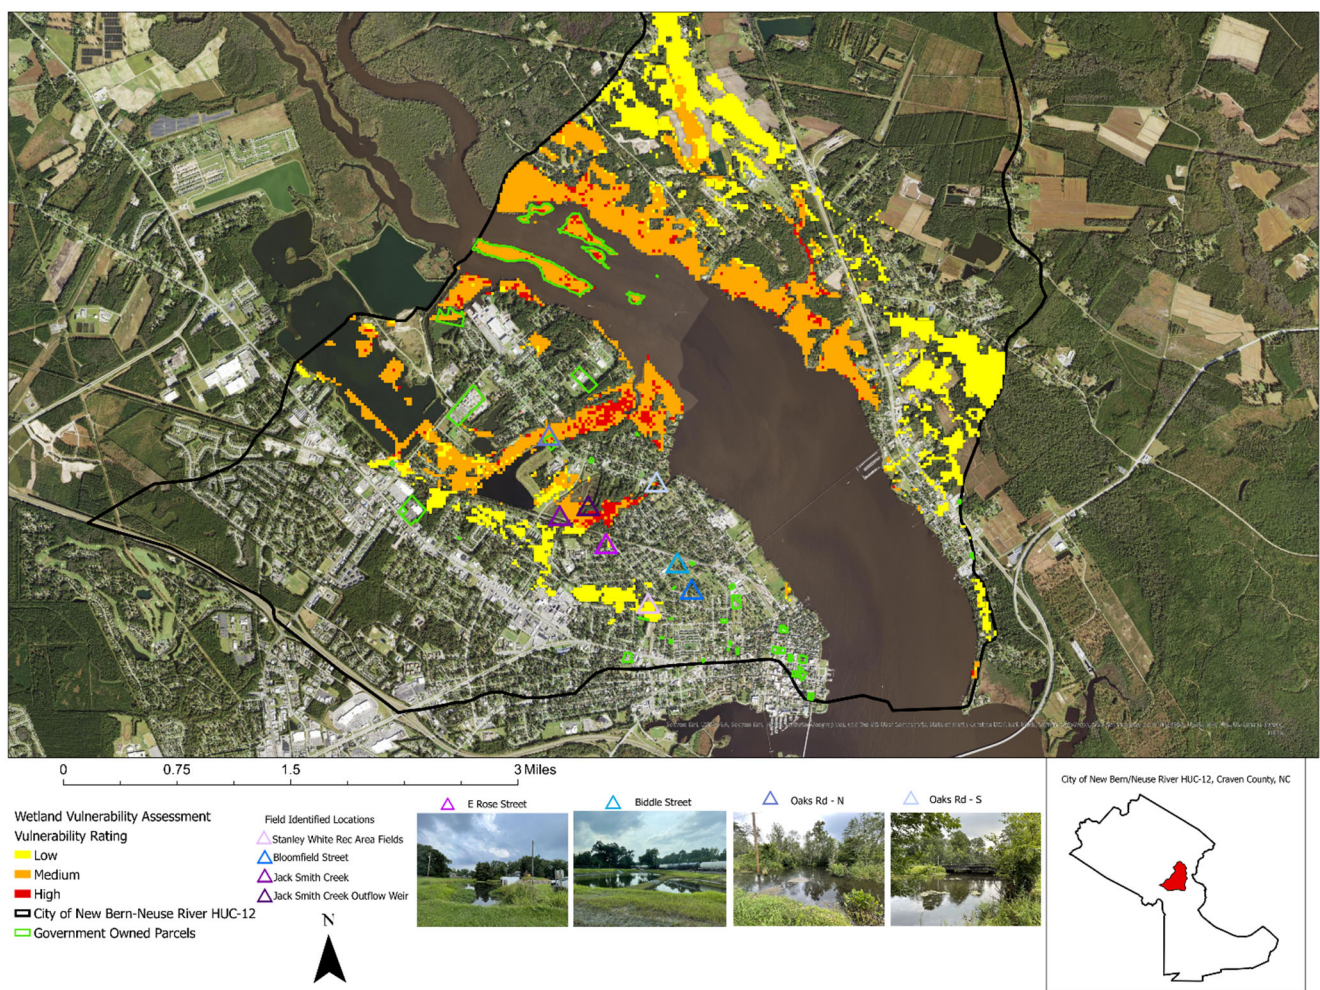 0 0.75 1.5 3 Miles
Wetland Vulnerability Assessment
Vulnerability Rating
Low
Medium
High
City of New Bern-Neuse River HUC-12
Government Owned Parcels
Field Identified Locations
Stanley White Rec Area Fields
Bloomfield Street
Jack Smith Creek
Jack Smith Creek Outflow Weir
N
E Rose Street
Biddle Street
Oaks Rd - N
Oaks Rd - S
City of New Bern/Neuse River HUC-12, Craven County, NC